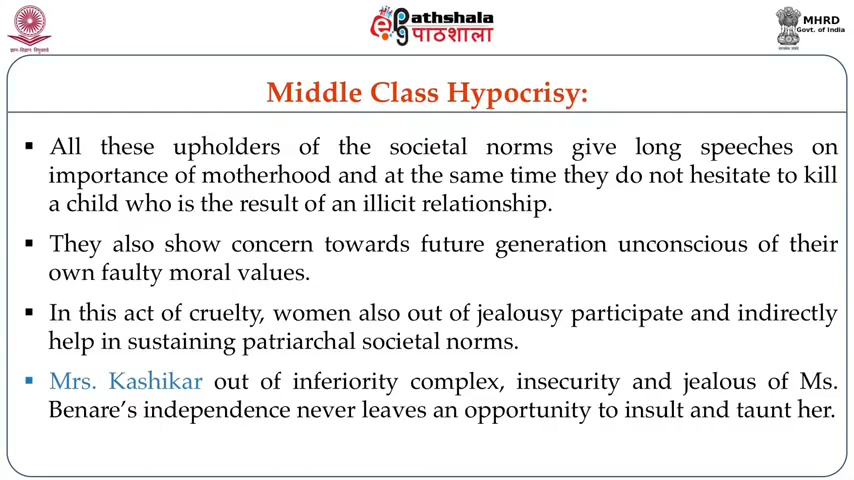 ePathshala
पाठशाला
MHRD
Govt. of India
ज्ञान-विज्ञान विमुक्तये
Middle Class Hypocrisy:
▪ All these upholders of the societal norms give long speeches on
importance of motherhood and at the same time they do not hesitate to kill
a child who is the result of an illicit relationship.
▪ They also show concern towards future generation unconscious of their
own faulty moral values.
▪ In this act of cruelty, women also out of jealousy participate and indirectly
help in sustaining patriarchal societal norms.
▪ Mrs. Kashikar out of inferiority complex, insecurity and jealous of Ms.
Benare's independence never leaves an opportunity to insult and taunt her.